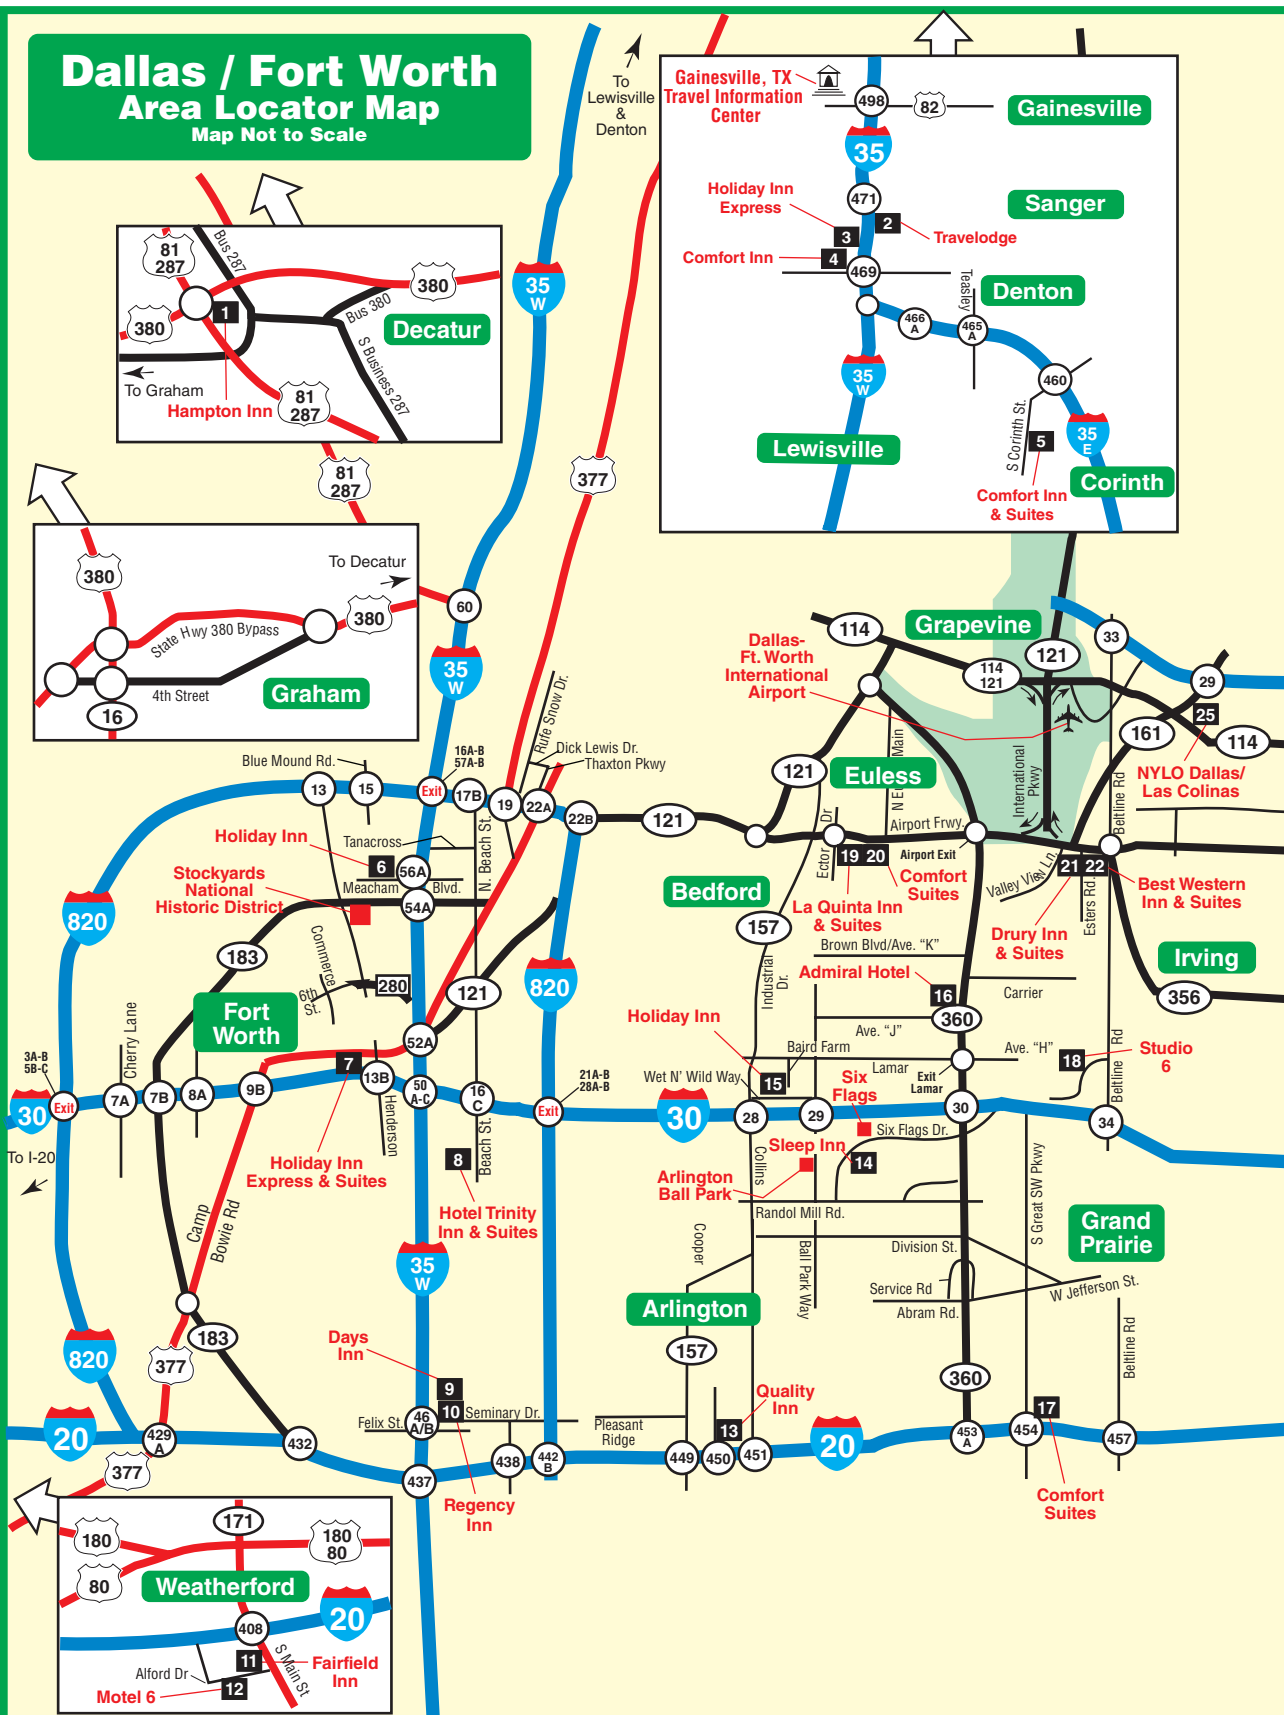 Dallas / Fort Worth
Area Locator Map
Map Not to Scale
To
Lewisville
&
Denton
Gainesville, TX
Travel Information
Center
498
82
Gainesville
35
471
Sanger
Holiday Inn
Express
2
3
Travelodge
Comfort Inn
4
469
Teasley
Denton
466
A
465
A
35
W
460
S Corinth St.
5
35
E
Lewisville
Corinth
Comfort Inn
& Suites
81
287
Bus 287
380
380
1
Bus 380
Decatur
S Business 287
To Graham
81
287
Hampton Inn
35
W
81
287
377
To Decatur
380
380
State Hwy 380 Bypass
4th Street
16
Graham
60
35
W
114
Grapevine
Dallas-
Ft. Worth
International
Airport
114
121
121
33
29
25
161
114
NYLO Dallas/
Las Colinas
Rufe Snow Dr.
Dick Lewis Dr.
Thaxton Pkwy
16A-B
57A-B
Blue Mound Rd.
13
15
Exit
17B
19
22A
22B
121
121
Euless
N Eu Main
International
Pkwy
Beltline Rd
Airport Frwy.
Airport Exit
Ector Dr
19
20
Comfort
Suites
La Quinta Inn
& Suites
Valley View Ln.
21
22
Esters Rd.
Best Western
Inn & Suites
Drury Inn
& Suites
Irving
356
Holiday Inn
Tanacross
6
56A
Meacham Blvd.
N. Beach St.
Stockyards
National
Historic District
54A
820
183
Commerce
6th
St.
280
121
820
Fort
Worth
52A
Bedford
157
Industrial
Dr.
Brown Blvd/Ave. "K"
Admiral Hotel
16
Carrier
360
Ave. "J"
Holiday Inn
Baird Farm
Lamar
Ave. "H"
18
Studio
6
Beltline Rd
Exit
Lamar
Wet N' Wild Way
15
Six
Flags
3A-B
5B-C
Cherry Lane
30
Exit
7A
7B
8A
9B
7
13B
50
A-C
16
C
21A-B
28A-B
Exit
30
28
29
30
34
Henderson
Six Flags Dr.
Sleep Inn
14
To I-20
Holiday Inn
Express & Suites
8
Beach St.
Hotel Trinity
Inn & Suites
Collins
Arlington
Ball Park
Randol Mill Rd.
Camp
Bowie Rd
Cooper
Division St.
Ball Park Way
S Great SW Pkwy
Grand
Prairie
35
W
Service Rd
Abram Rd.
W Jefferson St.
Arlington
183
820
377
157
Beltline Rd
Days
Inn
9
10
360
Quality
Inn
17
20
429
A
432
Felix St.
46
A/B
Seminary Dr.
Pleasant
Ridge
13
20
437
438
442
B
449
450
451
453
A
454
457
377
Regency
Inn
Comfort
Suites
171
180
180
80
80
Weatherford
20
408
S Main St
Alford Dr
11
Fairfield
Inn
12
Motel 6